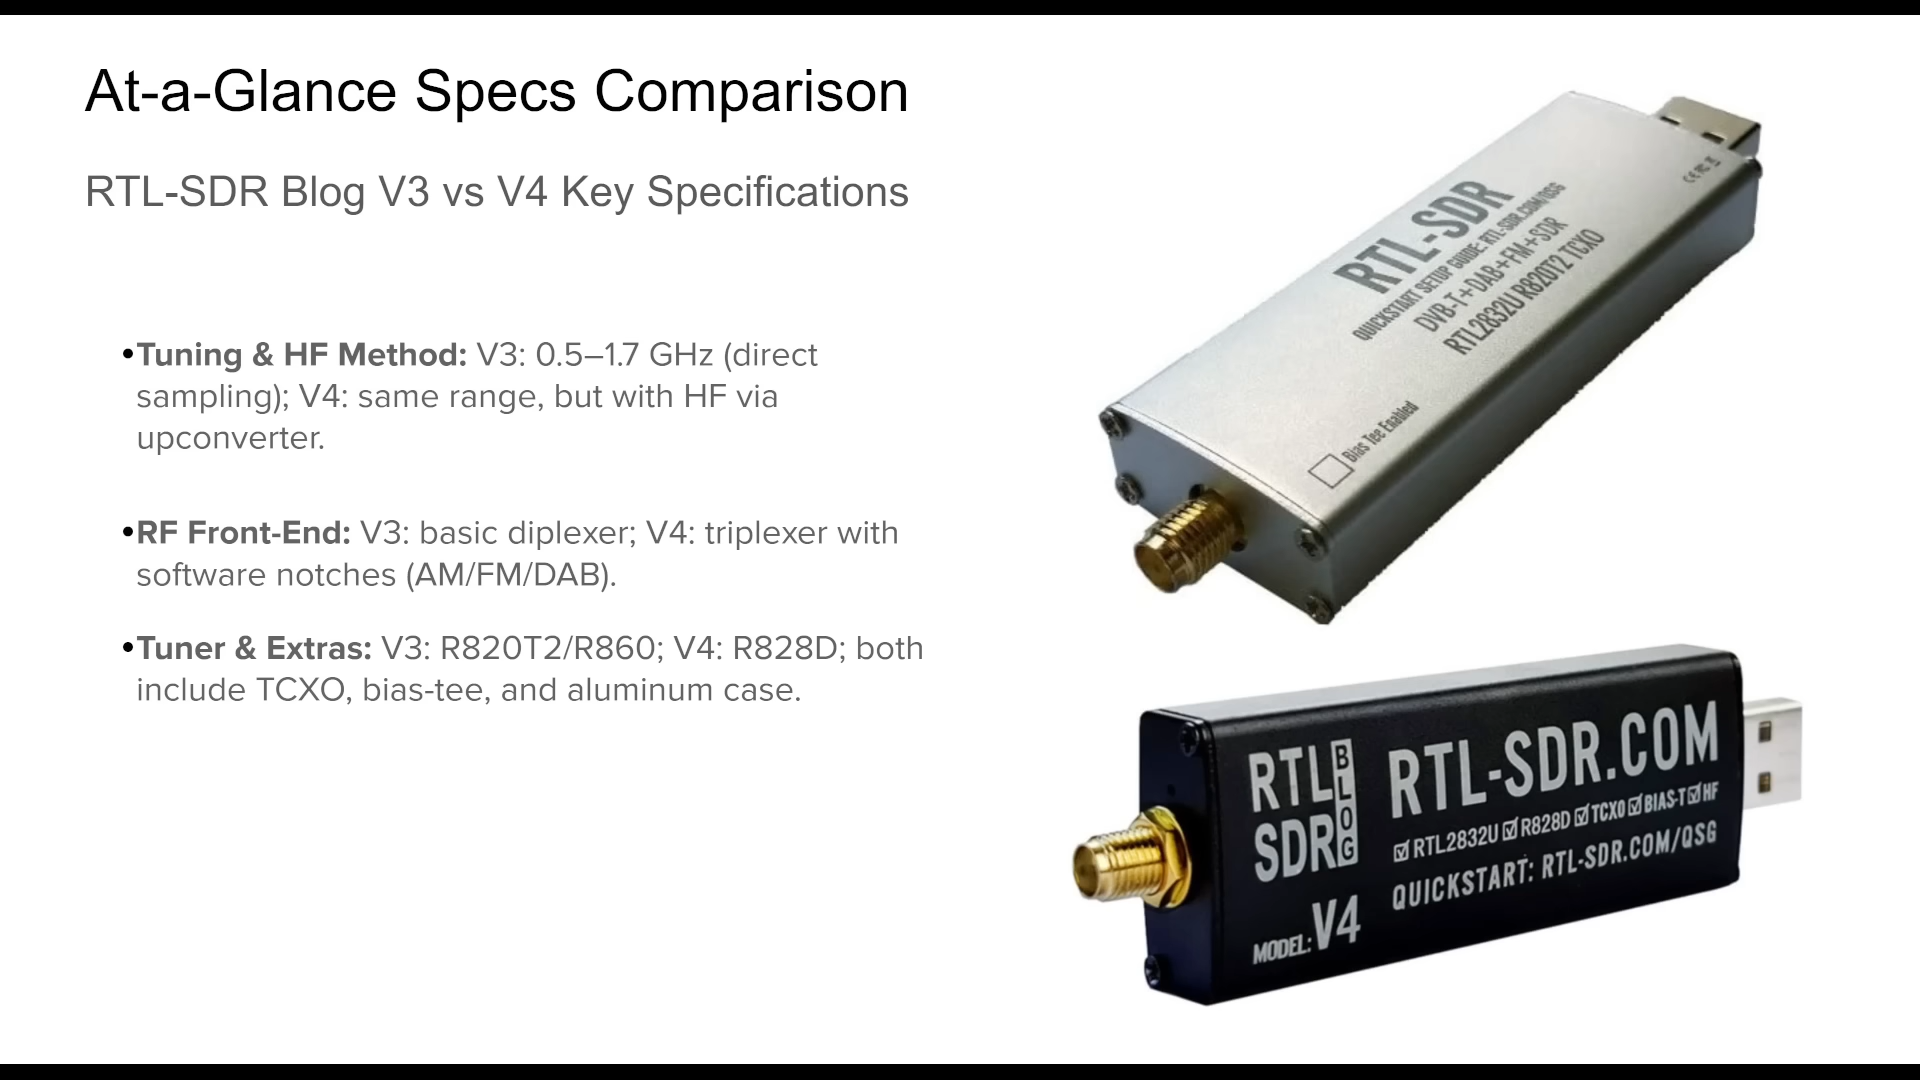 At-a-Glance Specs Comparison
RTL-SDR Blog V3 vs V4 Key Specifications
•Tuning & HF Method: V3: 0.5–1.7 GHz (direct
sampling); V4: same range, but with HF via
upconverter.
•RF Front-End: V3: basic diplexer; V4: triplexer with
software notches (AM/FM/DAB).
•Tuner & Extras: V3: R820T2/R860; V4: R828D; both
include TCXO, bias-tee, and aluminum case.
RTL-SDR
QUICKSTART SETUP GUIDE: RTL-SDR.COM/QSG
DVB-T+DAB+FM+SDR
RTL2832U R820T2 TCXO
Bias Tee Enabled
RTL
SDR
BLOG
MODEL: V4
RTL-SDR.COM
☑ RTL2832U ☑ R828D ☑ TCXO ☑ BIAS-T ☑ HF
QUICKSTART: RTL-SDR.COM/QSG